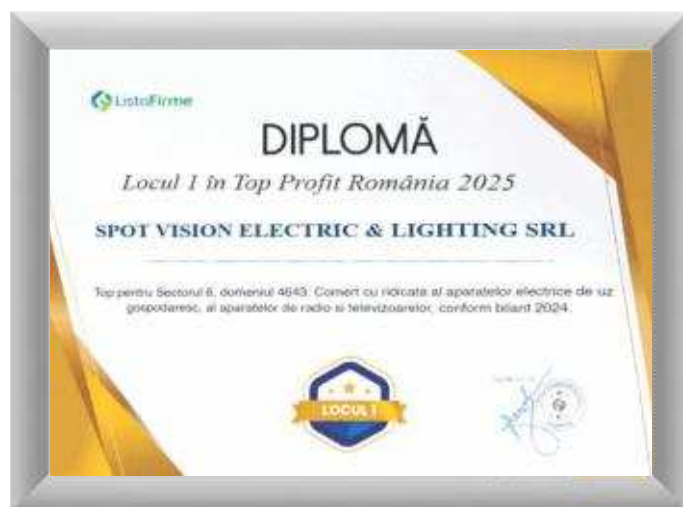 ListaFirme
DIPLOMĂ
Locul 1 în Top Profit România 2025
SPOT VISION ELECTRIC & LIGHTING SRL
Top pentru Sectorul 6, domeniul 4643. Comert cu ridicata al aparatelor electrice de uz
gospodaresc, al aparatelor de radio si televizoarelor, conform bilant 2024.
LOCUL 1